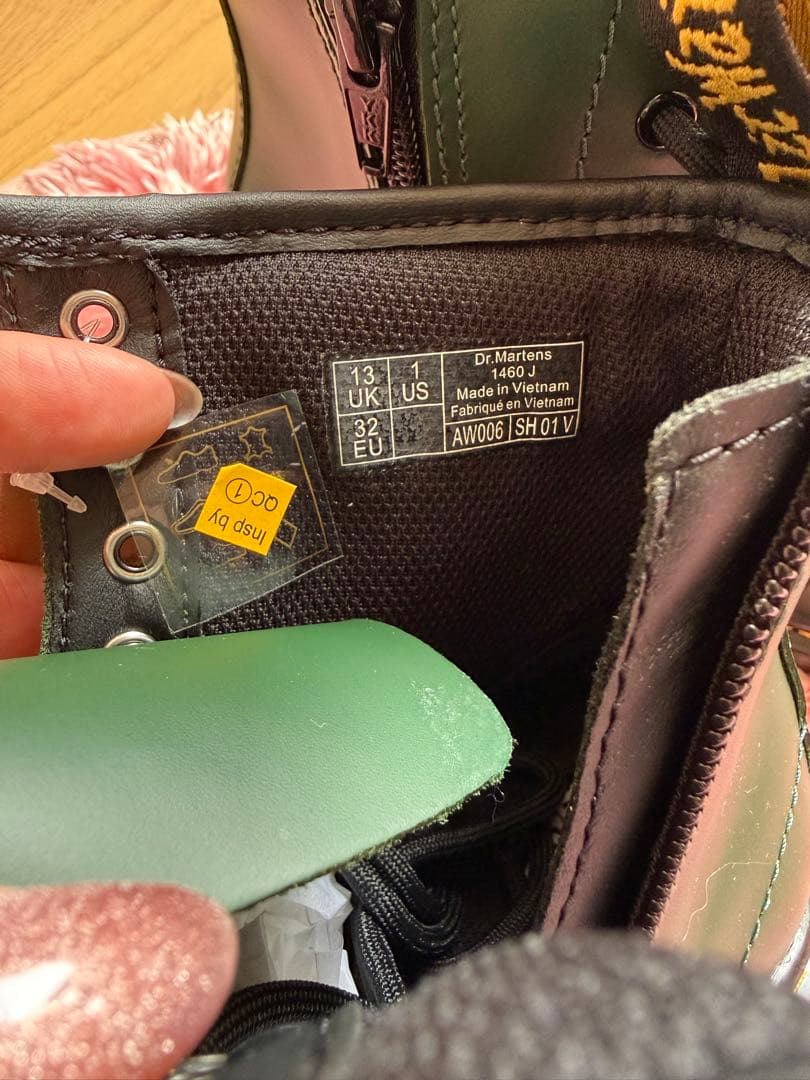 13
UK
1
US
32
EU
Dr.Martens
1460 J
Made in Vietnam
Fabriqué en Vietnam
AW006
SH 01 V
Insp by
QC 1